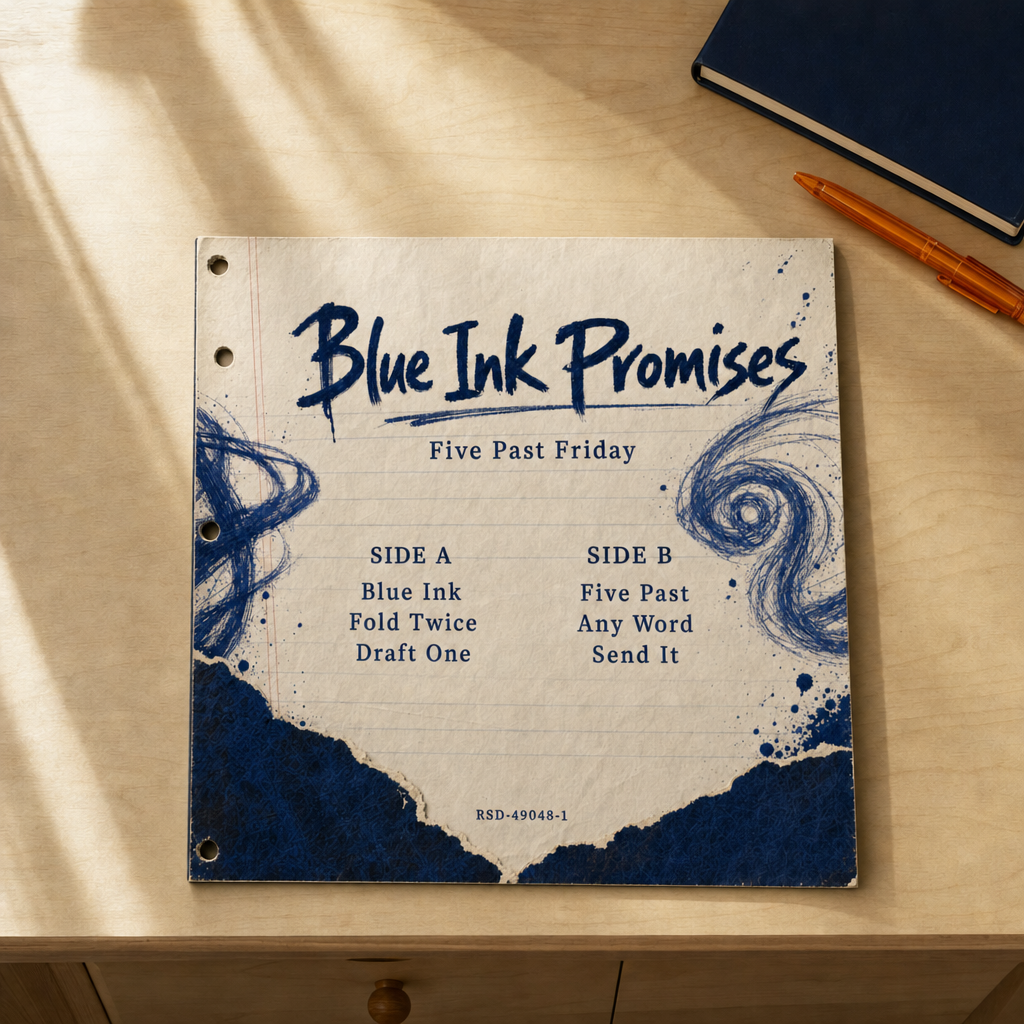 Blue Ink Promises
Five Past Friday
SIDE A
Blue Ink
Fold Twice
Draft One
SIDE B
Five Past
Any Word
Send It
RSD-49048-1